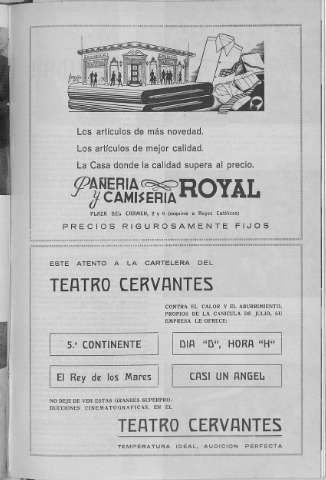 Los artículos de más novedad.
Los artículos de mejor calidad.
La Casa donde la calidad supera al precio.
PAÑERIA y CAMISERIA ROYAL
PLAZA DEL CARMEN, 2 y 4 (esquina a Reyes Católicos)
PRECIOS RIGUROSAMENTE FIJOS
ESTE ATENTO A LA CARTELERA DEL
TEATRO CERVANTES
CONTRA EL CALOR Y EL ABURRIMIENTO,
PROPIOS DE LA CANICULA DE JULIO, SU
EMPRESA LE OFRECE:
5.º CONTINENTE
DIA "D", HORA "H"
El Rey de los Mares
CASI UN ANGEL
NO DEJE DE VER ESTAS GRANDES SUPERPRO-
DUCCIONES CINEMATOGRAFICAS, EN EL
TEATRO CERVANTES
TEMPERATURA IDEAL, AUDICION PERFECTA